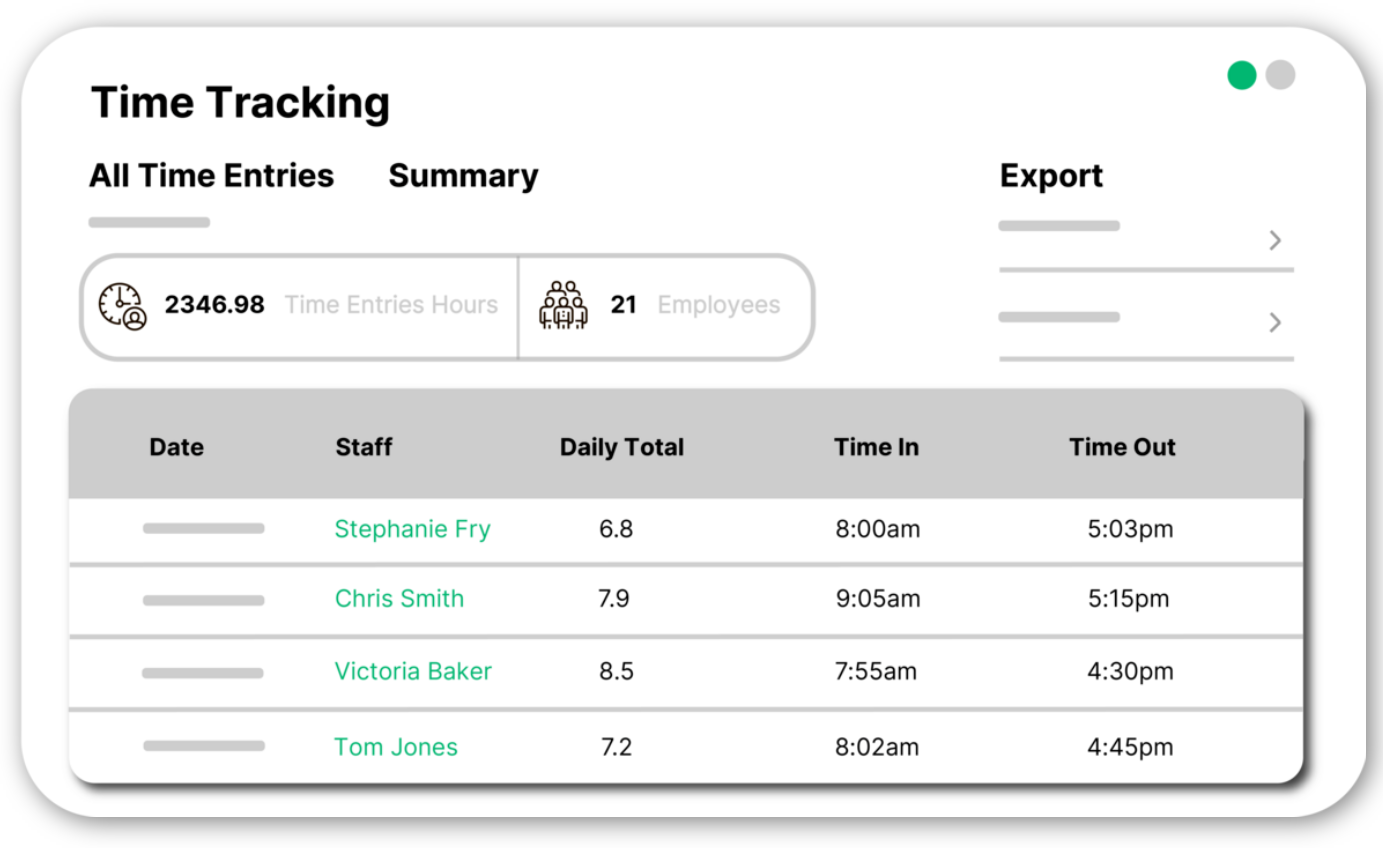 Time Tracking
All Time Entries Summary Export
2346.98 Time Entries Hours 21 Employees
Date Staff Daily Total Time In Time Out
Stephanie Fry 6.8 8:00am 5:03pm
Chris Smith 7.9 9:05am 5:15pm
Victoria Baker 8.5 7:55am 4:30pm
Tom Jones 7.2 8:02am 4:45pm